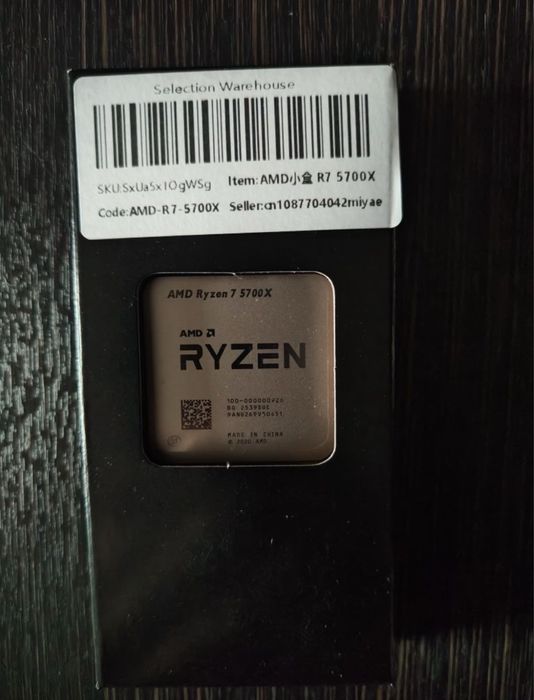 Selection Warehouse
SKU:SxUaSx1OgWSg Item:AMD小盒 R7 5700X
Code:AMD-R7-5700X Seller:cn1087704042miyae
AMD Ryzen 7 5700X
AMD
RYZEN
MADE IN CHINA
© 2020 AMD